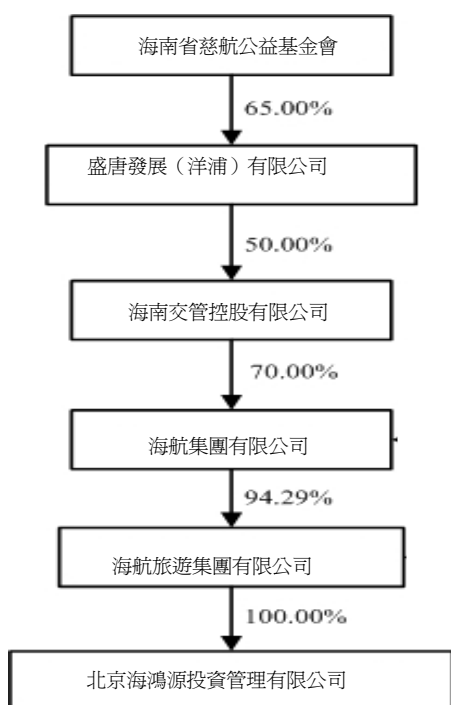 海南省慈航公益基金會
65.00%
盛唐發展（洋浦）有限公司
50.00%
海南交管控股有限公司
70.00%
海航集團有限公司
94.29%
海航旅遊集團有限公司
100.00%
北京海鴻源投資管理有限公司